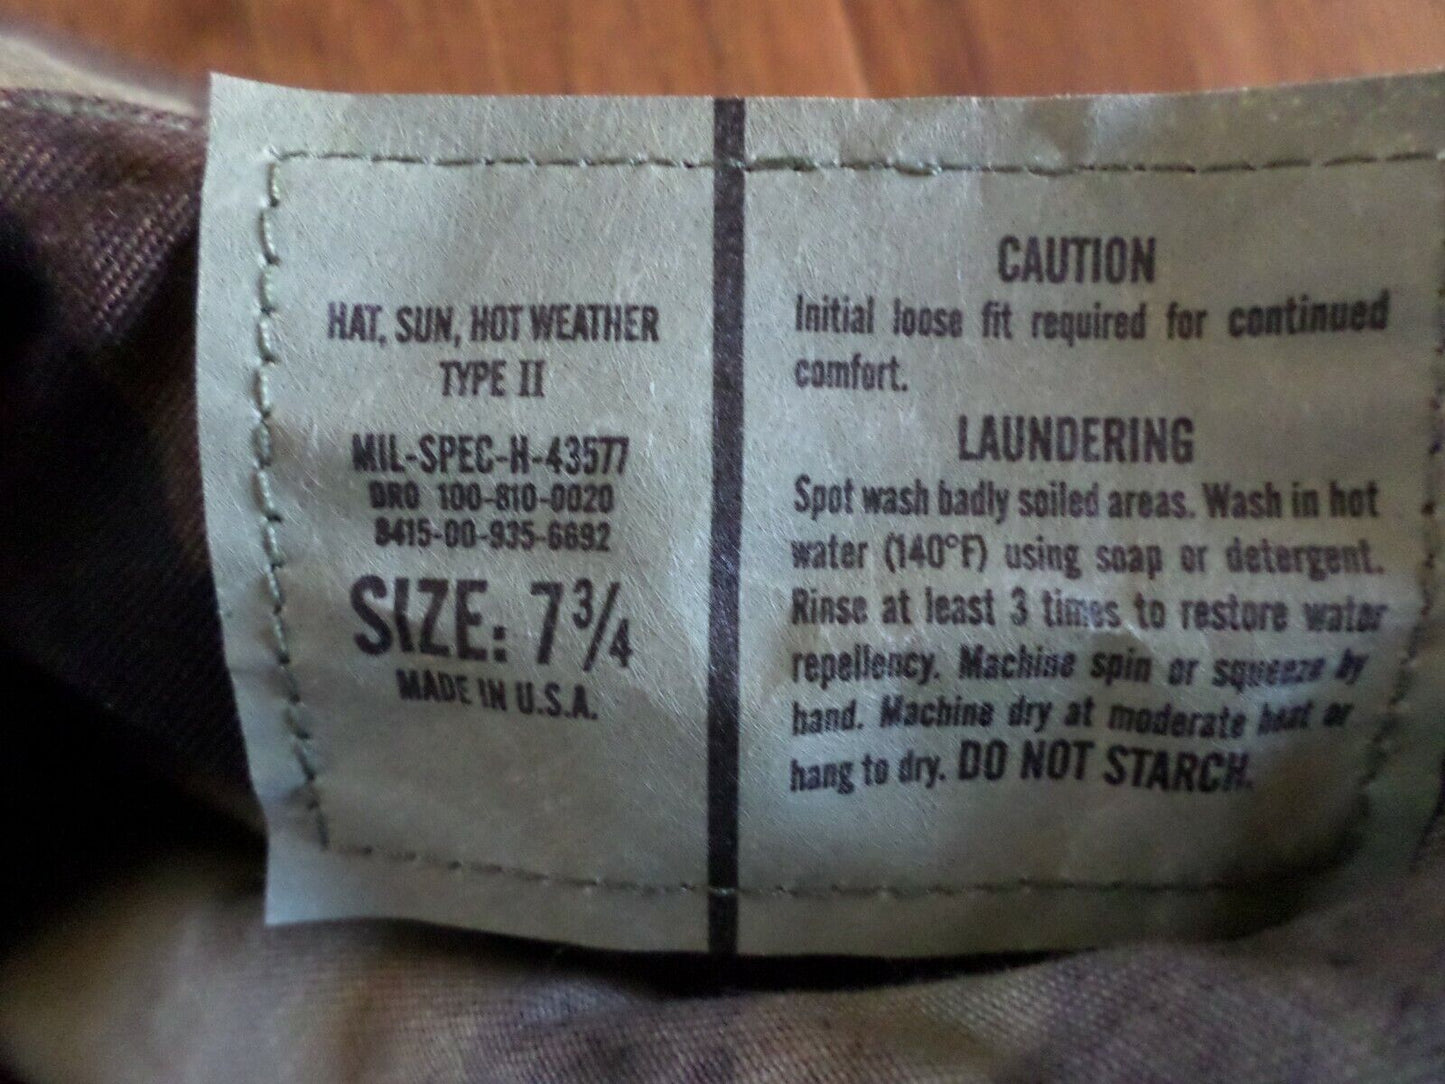 HAT, SUN, HOT WEATHER
TYPE II
MIL-SPEC-H-43577
DRO 100-810-0020
8415-00-935-6692
SIZE: 7 3/4
MADE IN U.S.A.
CAUTION
Initial loose fit required for continued
comfort.
LAUNDERING
Spot wash badly soiled areas. Wash in hot
water (140°F) using soap or detergent.
Rinse at least 3 times to restore water
repellency. Machine spin or squeeze by
hand. Machine dry at moderate heat or
hang to dry. DO NOT STARCH.